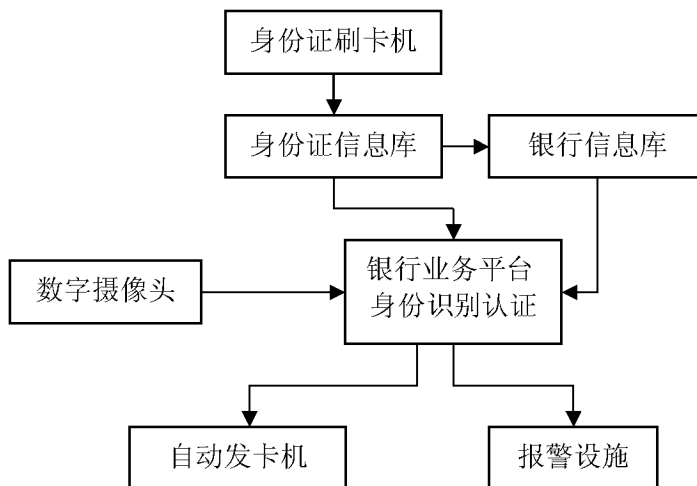 身份证刷卡机
身份证信息库
银行信息库
数字摄像头
银行业务平台
身份识别认证
自动发卡机
报警设施